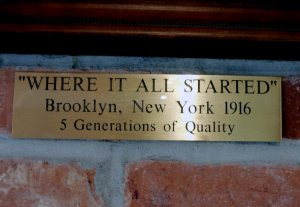 "WHERE IT ALL STARTED"
Brooklyn, New York 1916
5 Generations of Quality